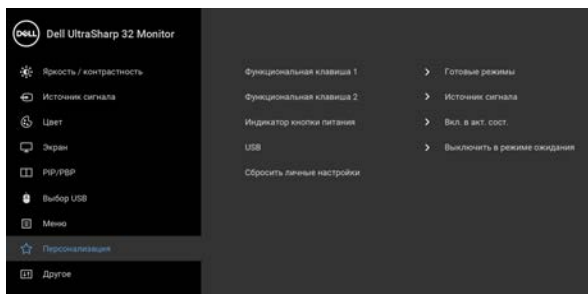 DELL
Dell UltraSharp 32 Monitor
Яркость / контрастность
Источник сигнала
Цвет
Экран
PIP/PBP
Выбор USB
Меню
Персонализация
Другое
Функциональная клавиша 1 > Готовые режимы
Функциональная клавиша 2 > Источник сигнала
Индикатор кнопки питания > Вкл. в акт. сост.
USB > Выключить в режиме ожидания
Сбросить личные настройки